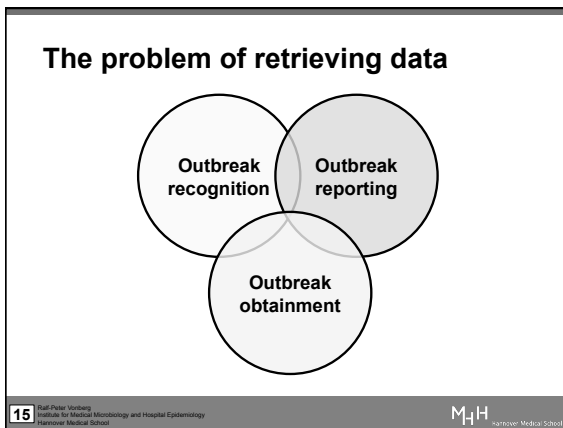 The problem of retrieving data
Outbreak
recognition
Outbreak
reporting
Outbreak
obtainment
15
Ralf-Peter Vonberg
Institute for Medical Microbiology and Hospital Epidemiology
Hannover Medical School
MHH
Hannover Medical School